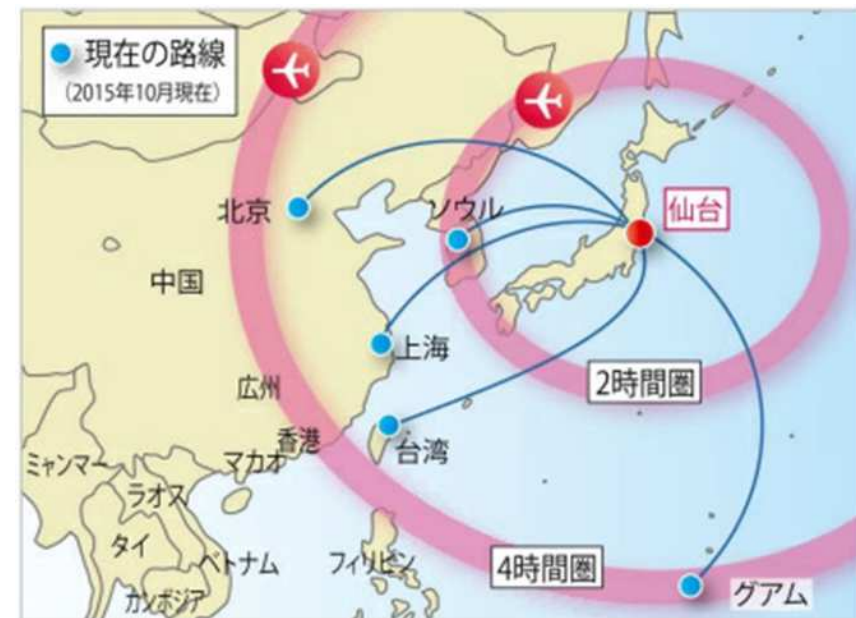 現在の路線
(2015年10月現在)
北京
ソウル
仙台
中国
上海
2時間圏
広州
香港
台湾
ミャンマー
マカオ
ラオス
タイ
ベトナム
フィリピン
4時間圏
カンボジア
グアム